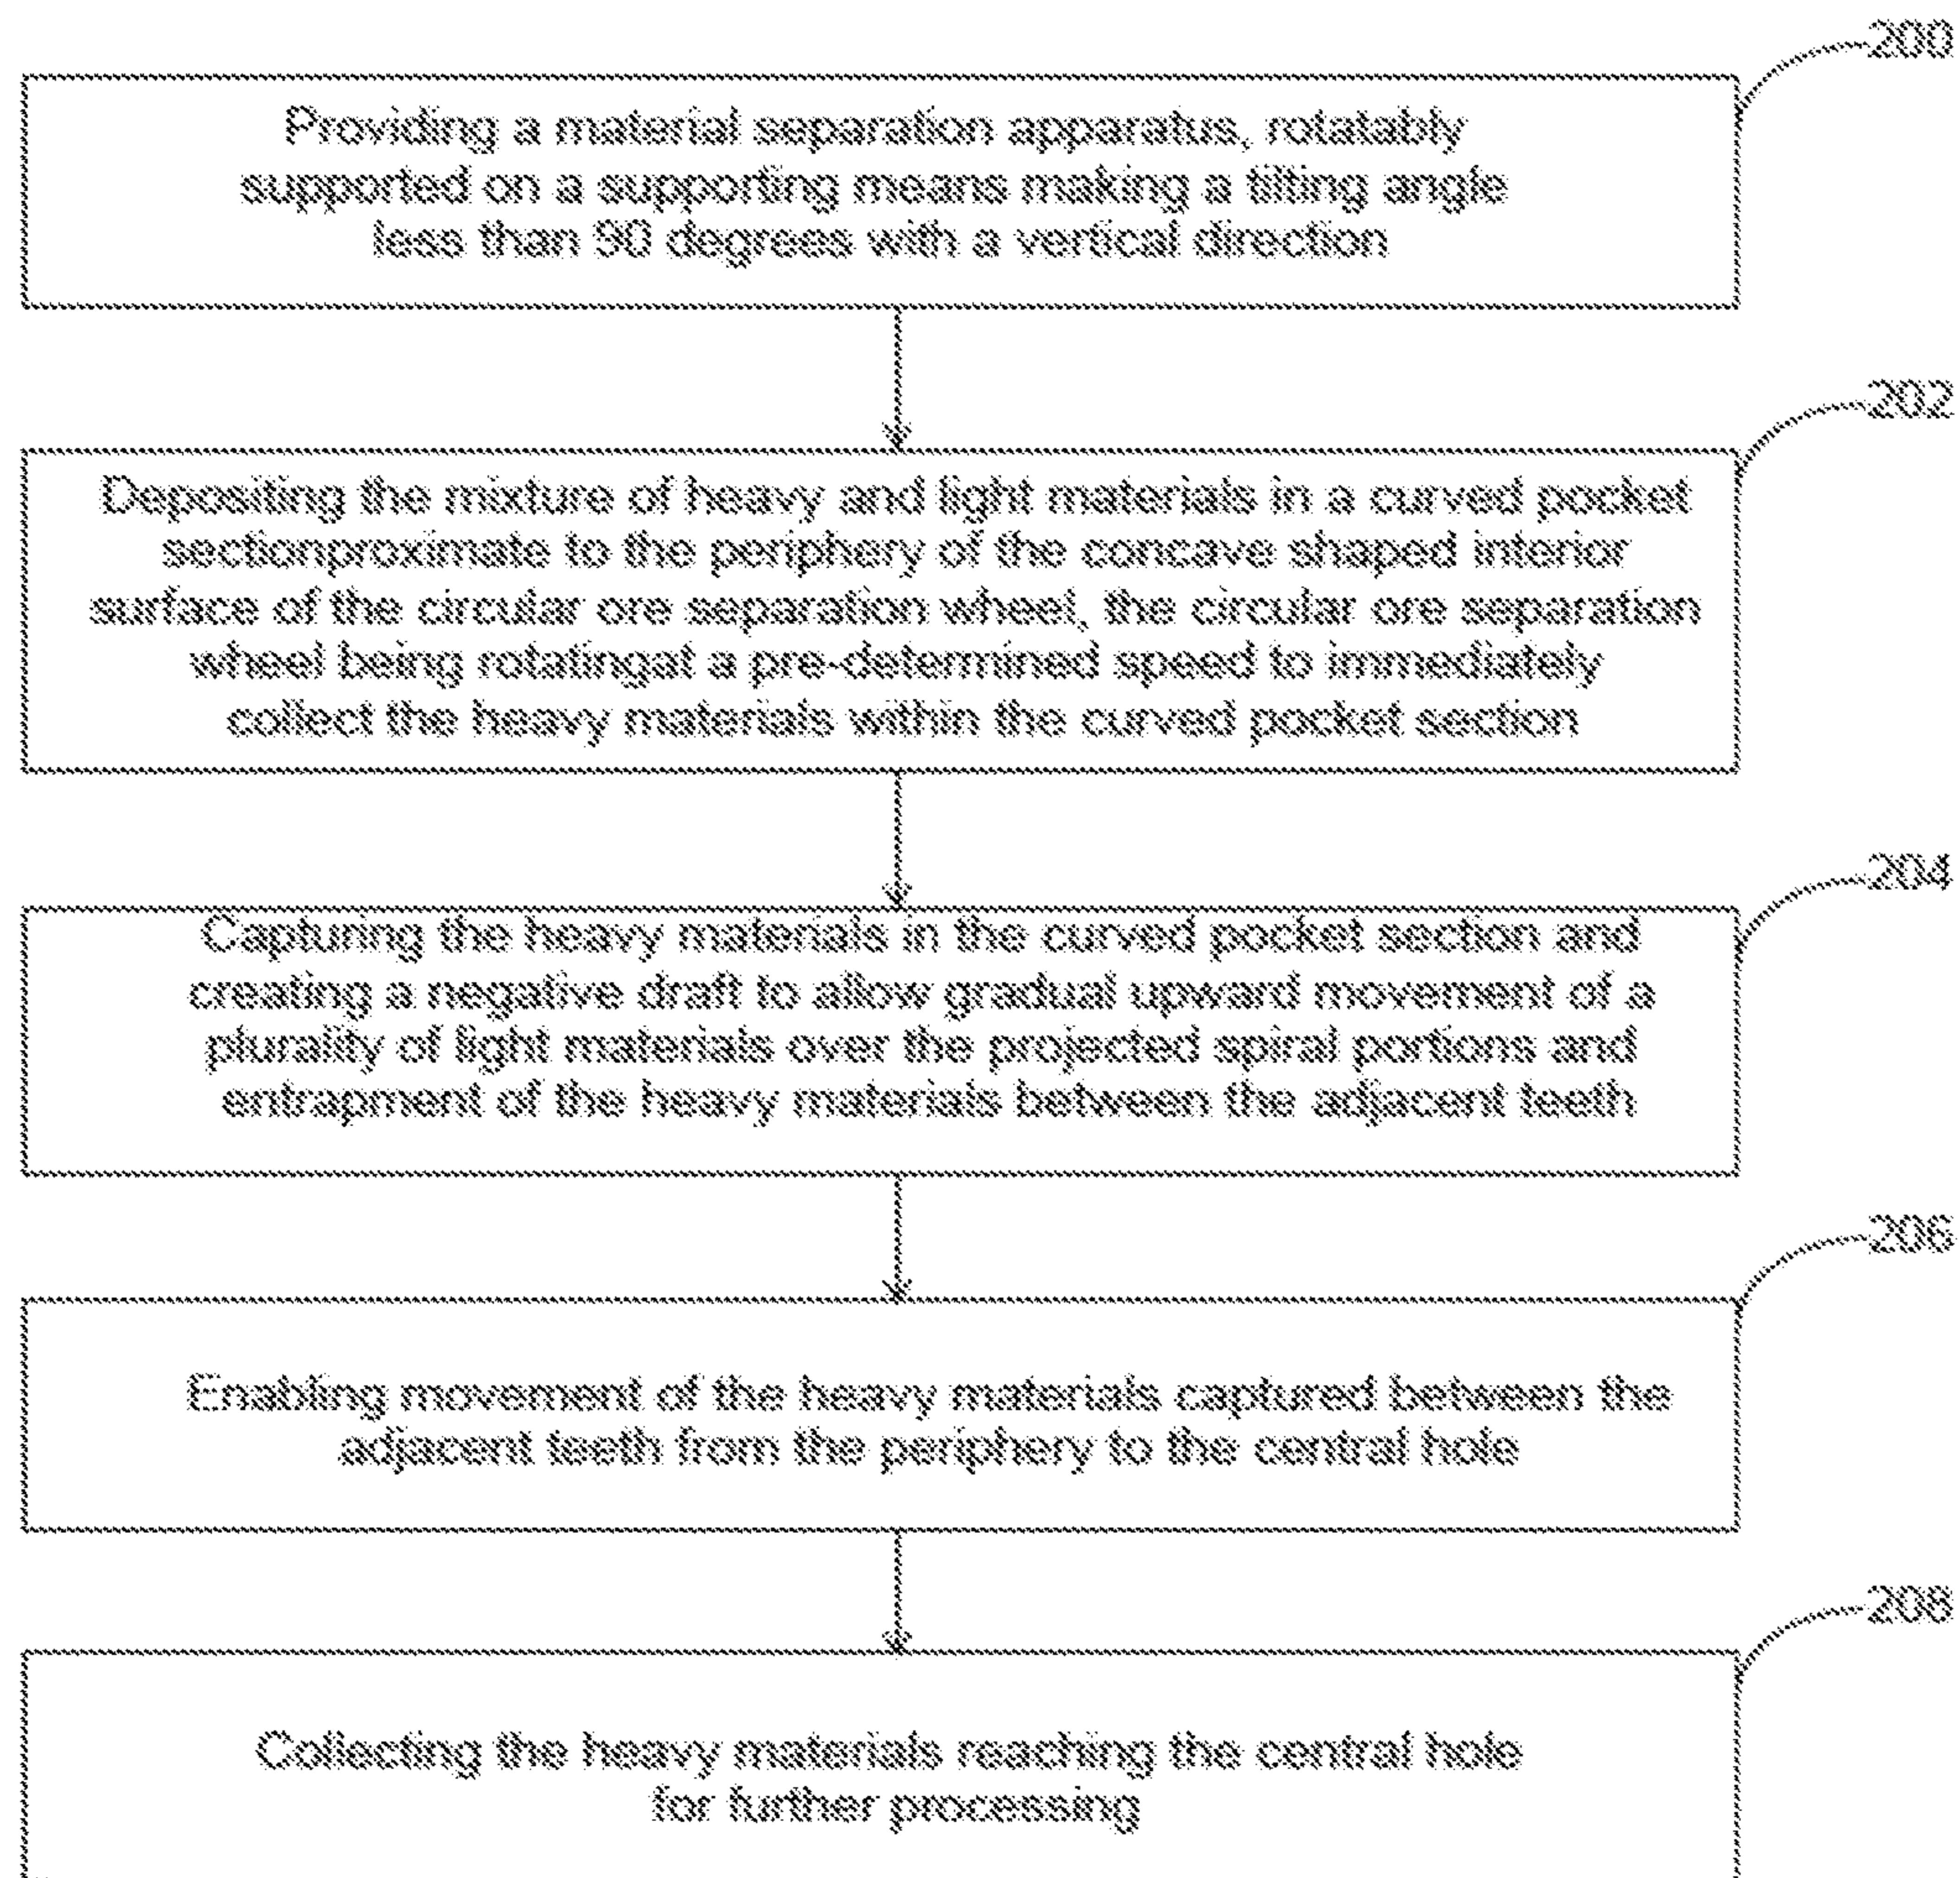 200
Providing a material separation apparatus, rotatably
supported on a supporting means making a tilting angle
less than 90 degrees with a vertical direction
202
Depositing the mixture of heavy and light materials in a curved pocket
sectionproximate to the periphery of the concave shaped interior
surface of the circular ore separation wheel, the circular ore separation
wheel being rotatingat a pre-determined speed to immediately
collect the heavy materials within the curved pocket section
204
Capturing the heavy materials in the curved pocket section and
creating a negative draft to allow gradual upward movement of a
plurality of light materials over the projected spiral portions and
entrapment of the heavy materials between the adjacent teeth
206
Enabling movement of the heavy materials captured between the
adjacent teeth from the periphery to the central hole
208
Collecting the heavy materials reaching the central hole
for further processing